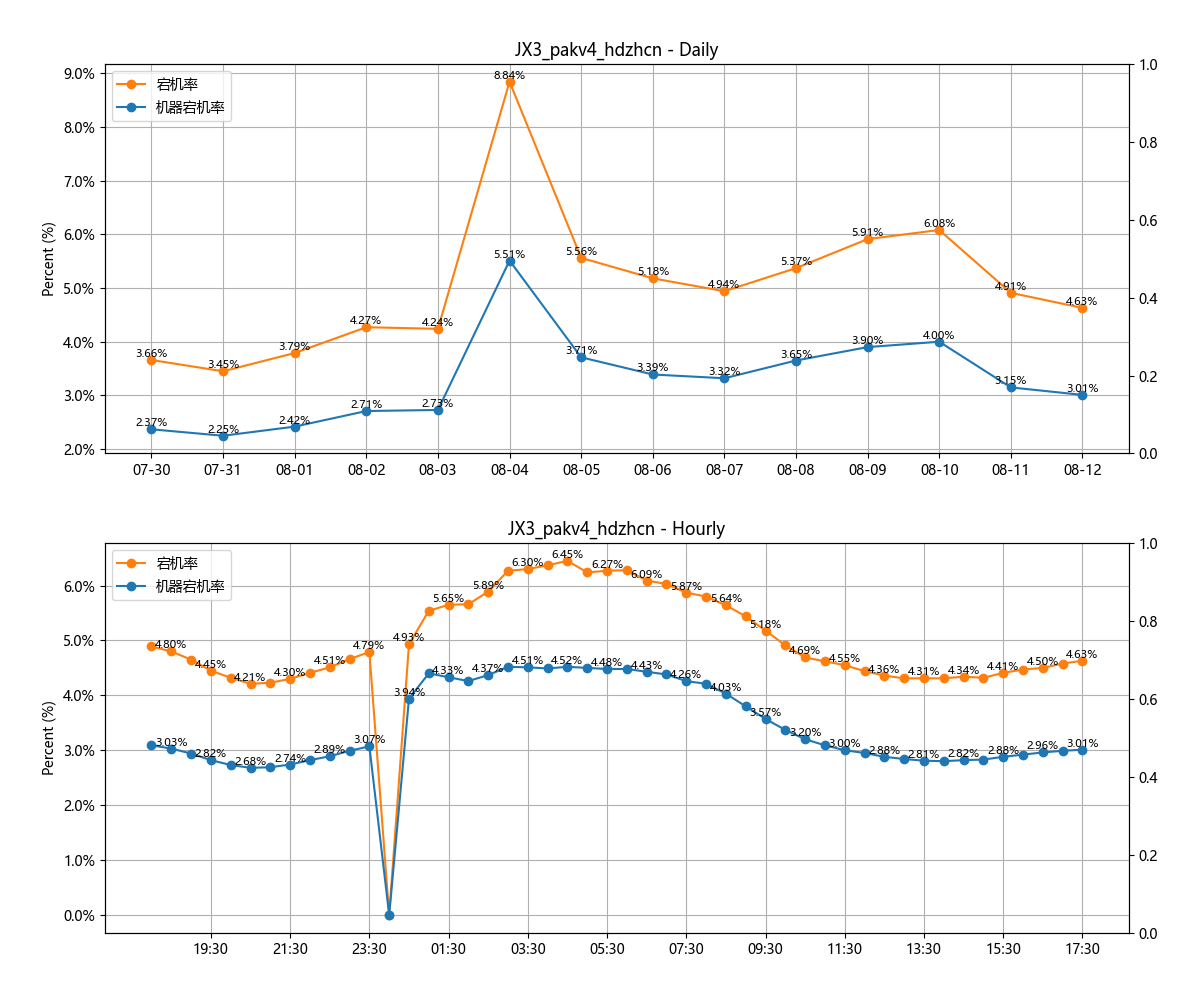 JX3_pakv4_hdzhcn - Daily
宕机率
机器宕机率
Percent (%)
9.0%
8.0%
7.0%
6.0%
5.0%
4.0%
3.0%
2.0%
1.0
0.8
0.6
0.4
0.2
0.0
3.66% 3.45% 3.79% 4.27% 4.24% 8.84% 5.56% 5.18% 4.94% 5.37% 5.91% 6.08% 4.91% 4.63%
2.37% 2.25% 2.42% 2.71% 2.73% 5.51% 3.71% 3.39% 3.32% 3.65% 3.90% 4.00% 3.15% 3.01%
07-30 07-31 08-01 08-02 08-03 08-04 08-05 08-06 08-07 08-08 08-09 08-10 08-11 08-12
JX3_pakv4_hdzhcn - Hourly
宕机率
机器宕机率
Percent (%)
6.0%
5.0%
4.0%
3.0%
2.0%
1.0%
0.0%
1.0
0.8
0.6
0.4
0.2
0.0
4.80% 4.45% 4.21% 4.30% 4.51% 4.79% 4.93% 5.65% 5.89% 6.30% 6.45% 6.27% 6.09% 5.87% 5.64% 5.18% 4.69% 4.55% 4.36% 4.31% 4.34% 4.41% 4.50% 4.63%
3.03% 2.82% 2.68% 2.74% 2.89% 3.07% 3.94% 4.33% 4.37% 4.51% 4.52% 4.48% 4.43% 4.26% 4.03% 3.57% 3.20% 3.00% 2.88% 2.81% 2.82% 2.88% 2.96% 3.01%
19:30 21:30 23:30 01:30 03:30 05:30 07:30 09:30 11:30 13:30 15:30 17:30